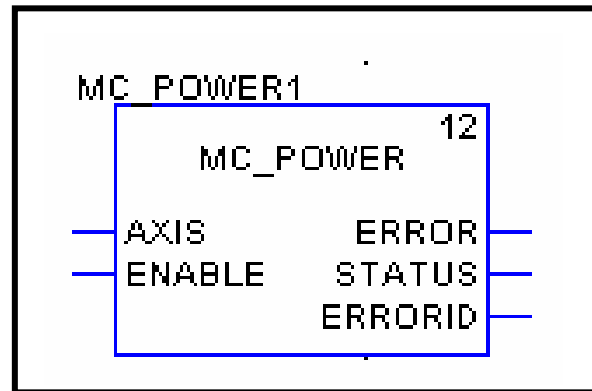 MC_POWER1
12
MC_POWER
AXIS ERROR
ENABLE STATUS
ERRORID